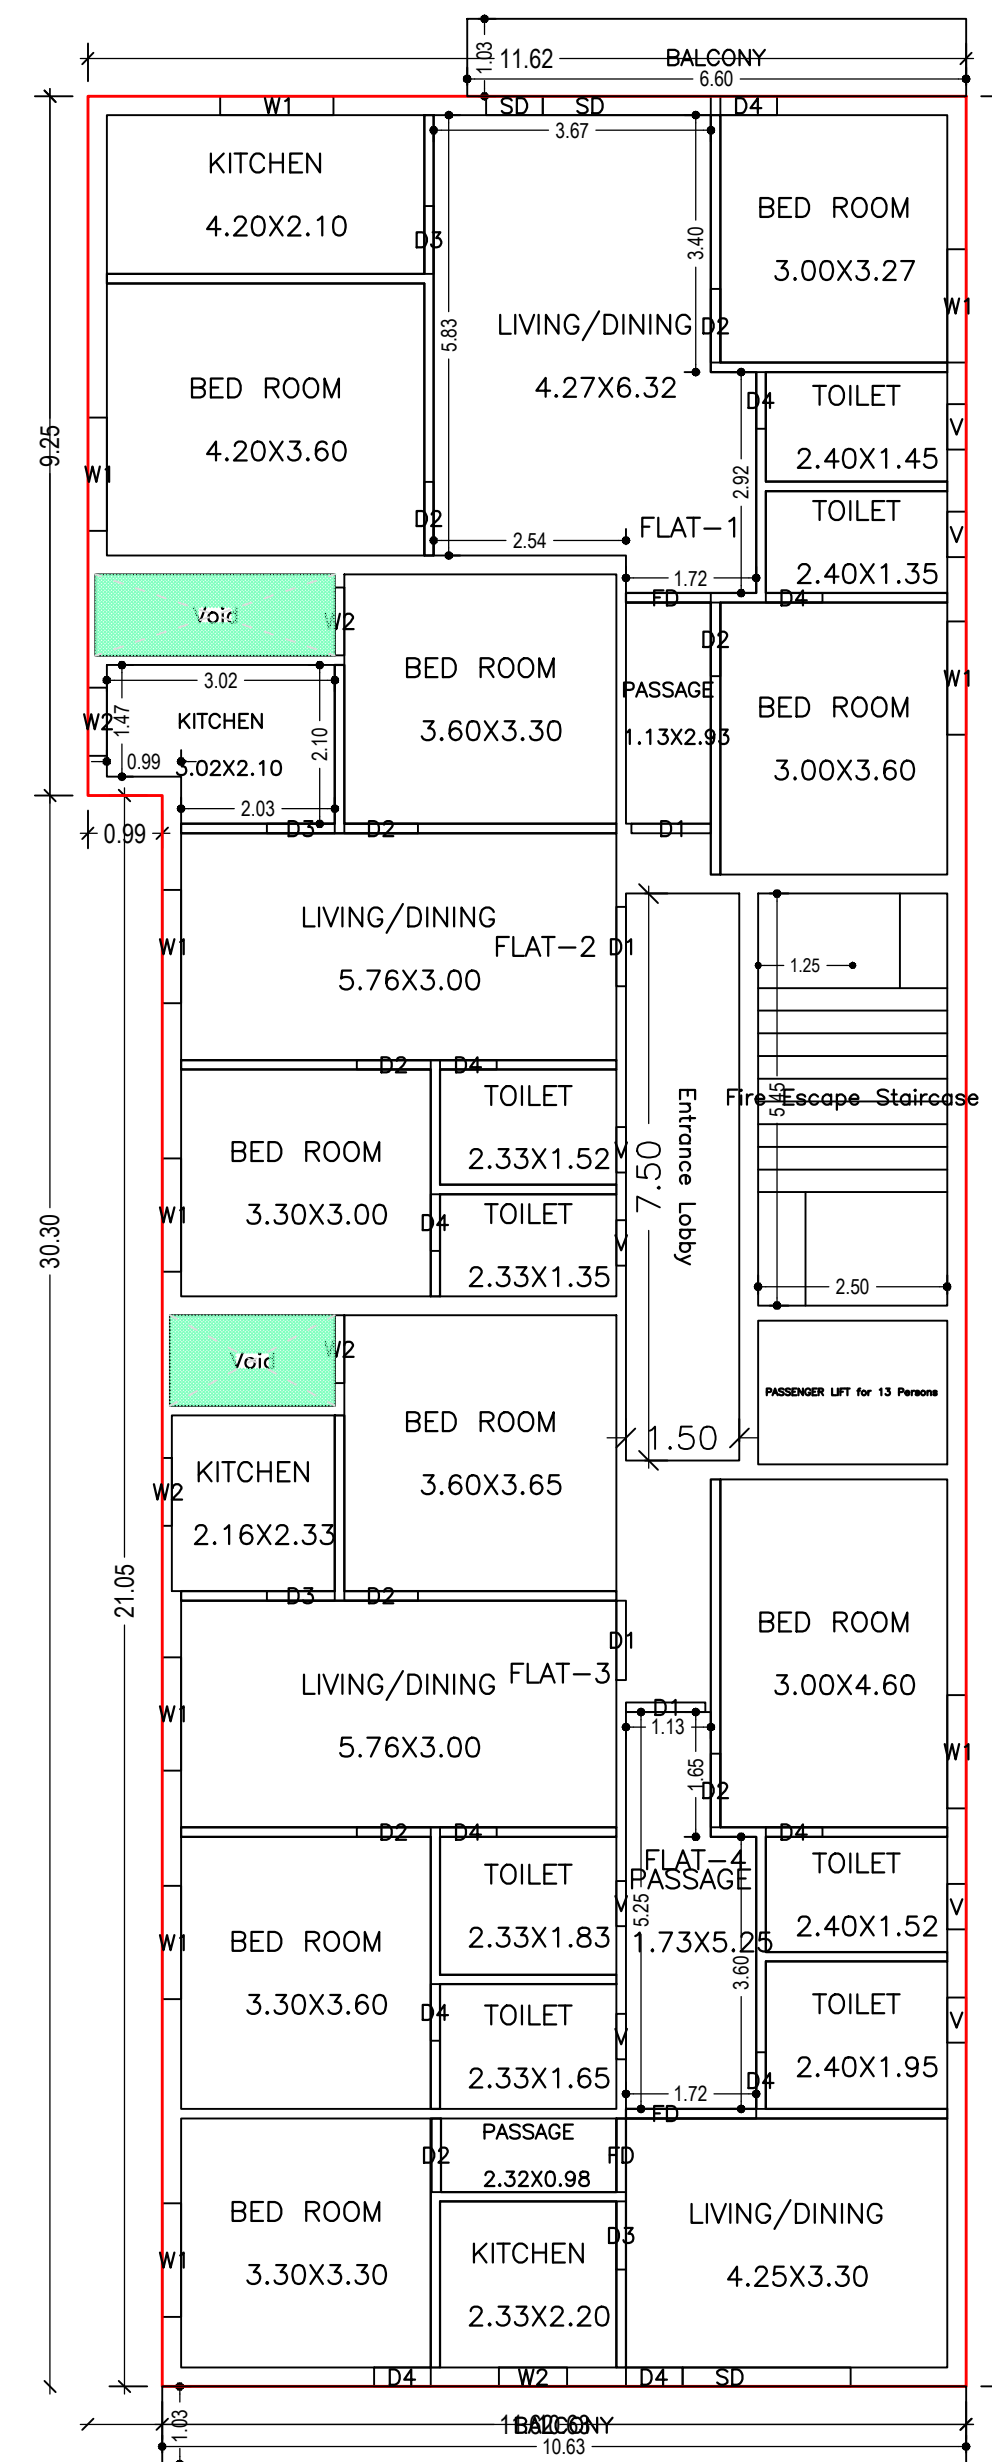 1.03
11.62
BALCONY
6.60
W1
SD
SD
D4
3.67
KITCHEN
4.20X2.10
D3
BED ROOM
3.00X3.27
3.40
W1
LIVING/DINING
D2
4.27X6.32
5.83
BED ROOM
4.20X3.60
9.25
W1
D2
D4
TOILET
2.40X1.45
V
2.92
FLAT-1
TOILET
2.40X1.35
V
2.54
1.72
FD
D4
Void
W2
D2
BED ROOM
3.60X3.30
PASSAGE
1.13X2.93
W1
BED ROOM
3.00X3.60
3.02
W2
1.47
KITCHEN
2.10
0.99
3.02X2.10
2.03
0.99
D3
D2
D1
LIVING/DINING
W1
FLAT-2
D1
5.76X3.00
1.25
D2
D4
5.45
Fire Escape Staircase
TOILET
2.33X1.52
V
BED ROOM
3.30X3.00
W1
D4
TOILET
2.33X1.35
V
7.50
Entrance Lobby
30.30
2.50
Void
W2
PASSENGER LIFT for 13 Persons
BED ROOM
3.60X3.65
1.50
KITCHEN
W2
2.16X2.33
21.05
D3
D2
D1
BED ROOM
3.00X4.60
LIVING/DINING
FLAT-3
W1
5.76X3.00
D1
1.13
1.65
W1
D2
D2
D4
D4
FLAT-4
PASSAGE
1.73X5.25
5.25
3.60
TOILET
2.33X1.83
V
TOILET
2.40X1.52
V
BED ROOM
3.30X3.60
W1
D4
TOILET
2.33X1.65
V
TOILET
2.40X1.95
V
D4
1.72
FD
D2
PASSAGE
2.32X0.98
FD
BED ROOM
3.30X3.30
W1
KITCHEN
2.33X2.20
D3
LIVING/DINING
4.25X3.30
D4
W2
D4
SD
1.03
BALCONY
10.63